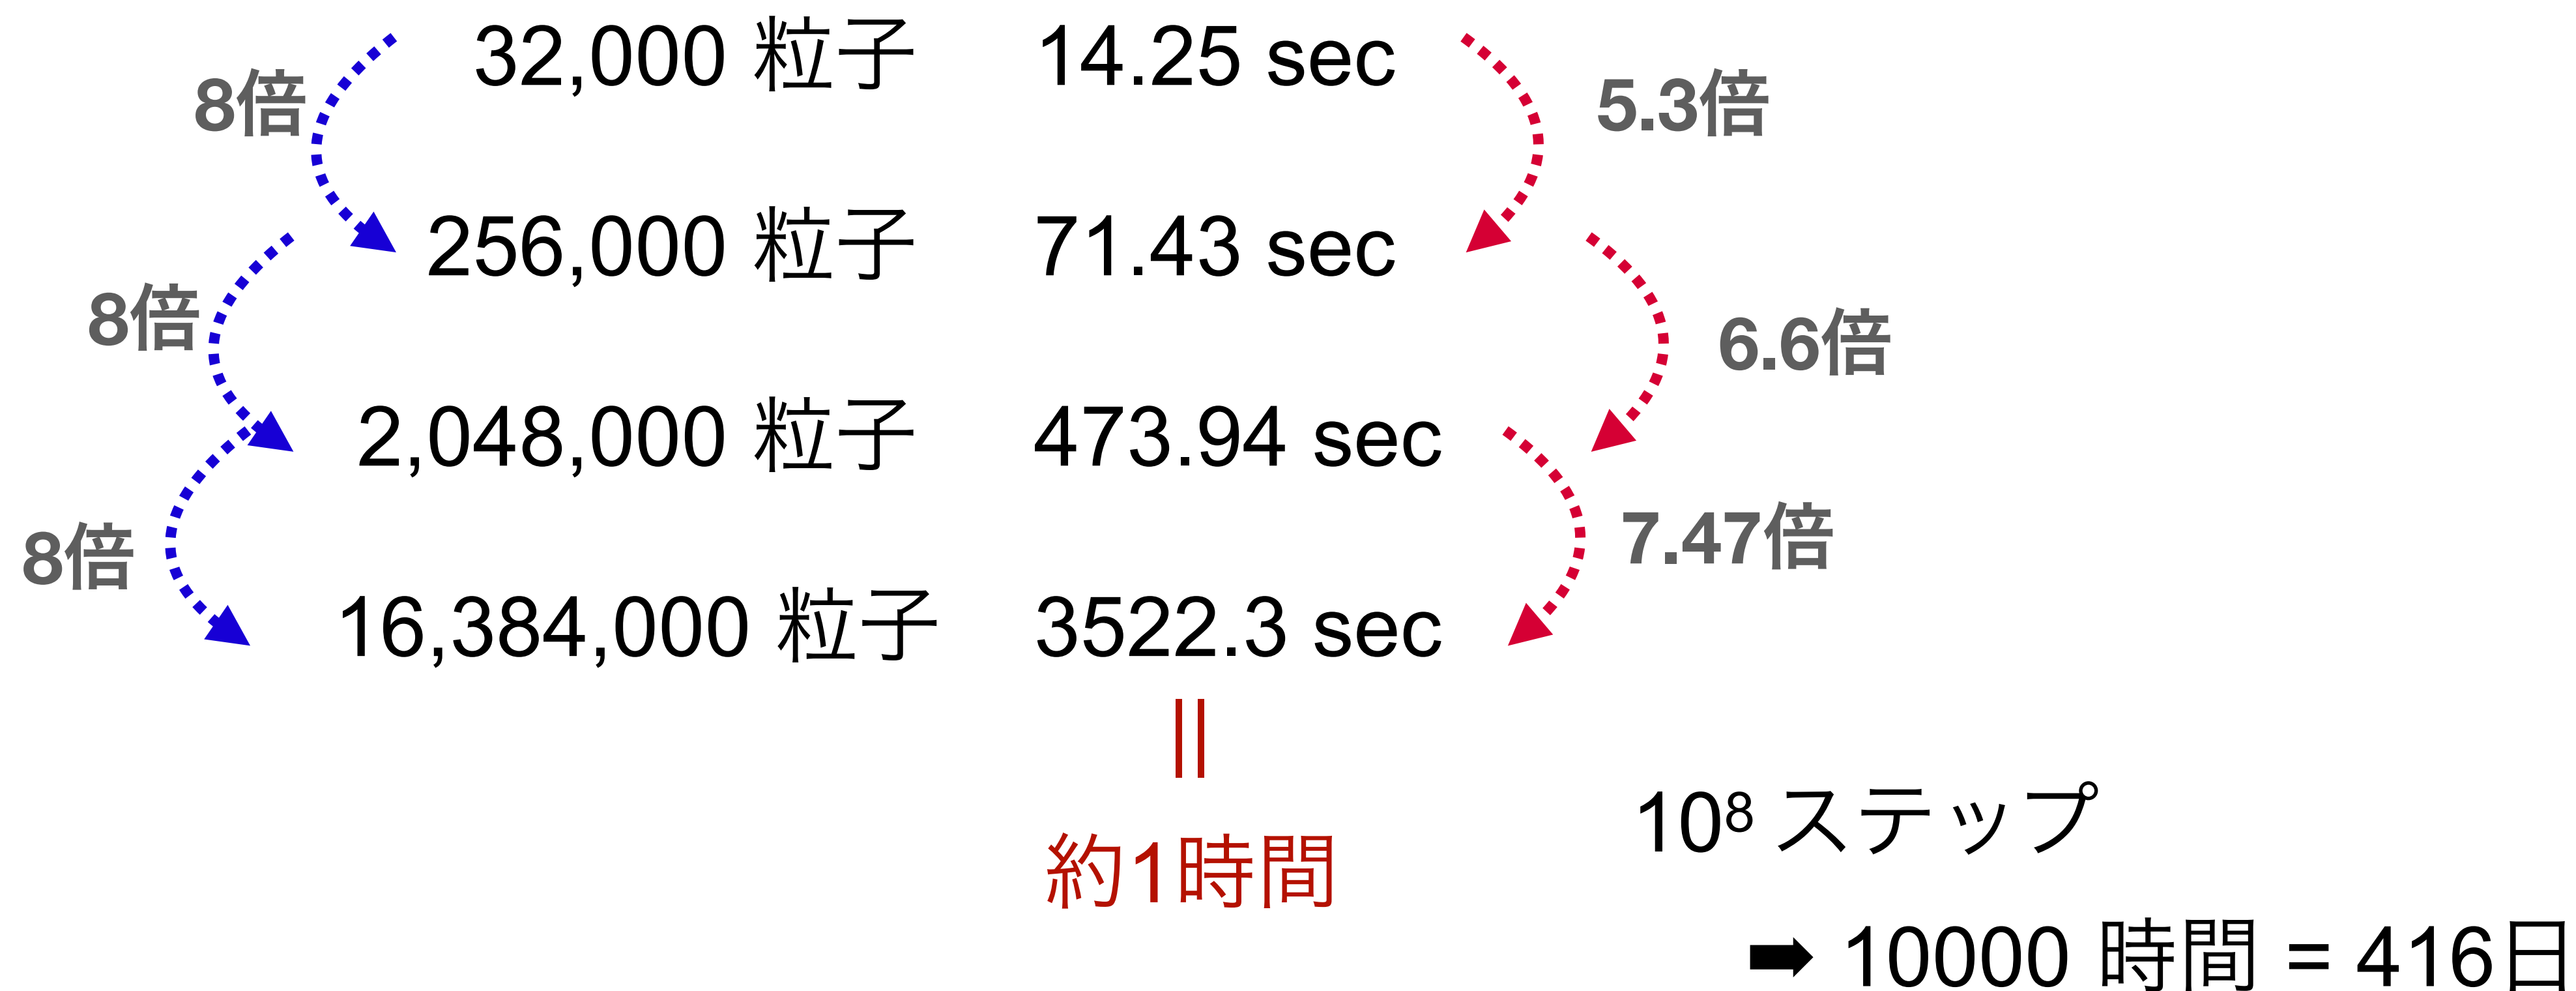 32,000 粒子 14.25 sec
8倍
5.3倍
256,000 粒子 71.43 sec
8倍
6.6倍
2,048,000 粒子 473.94 sec
8倍
7.47倍
16,384,000 粒子 3522.3 sec
||
約1時間
10⁸ ステップ
➡ 10000 時間 = 416日